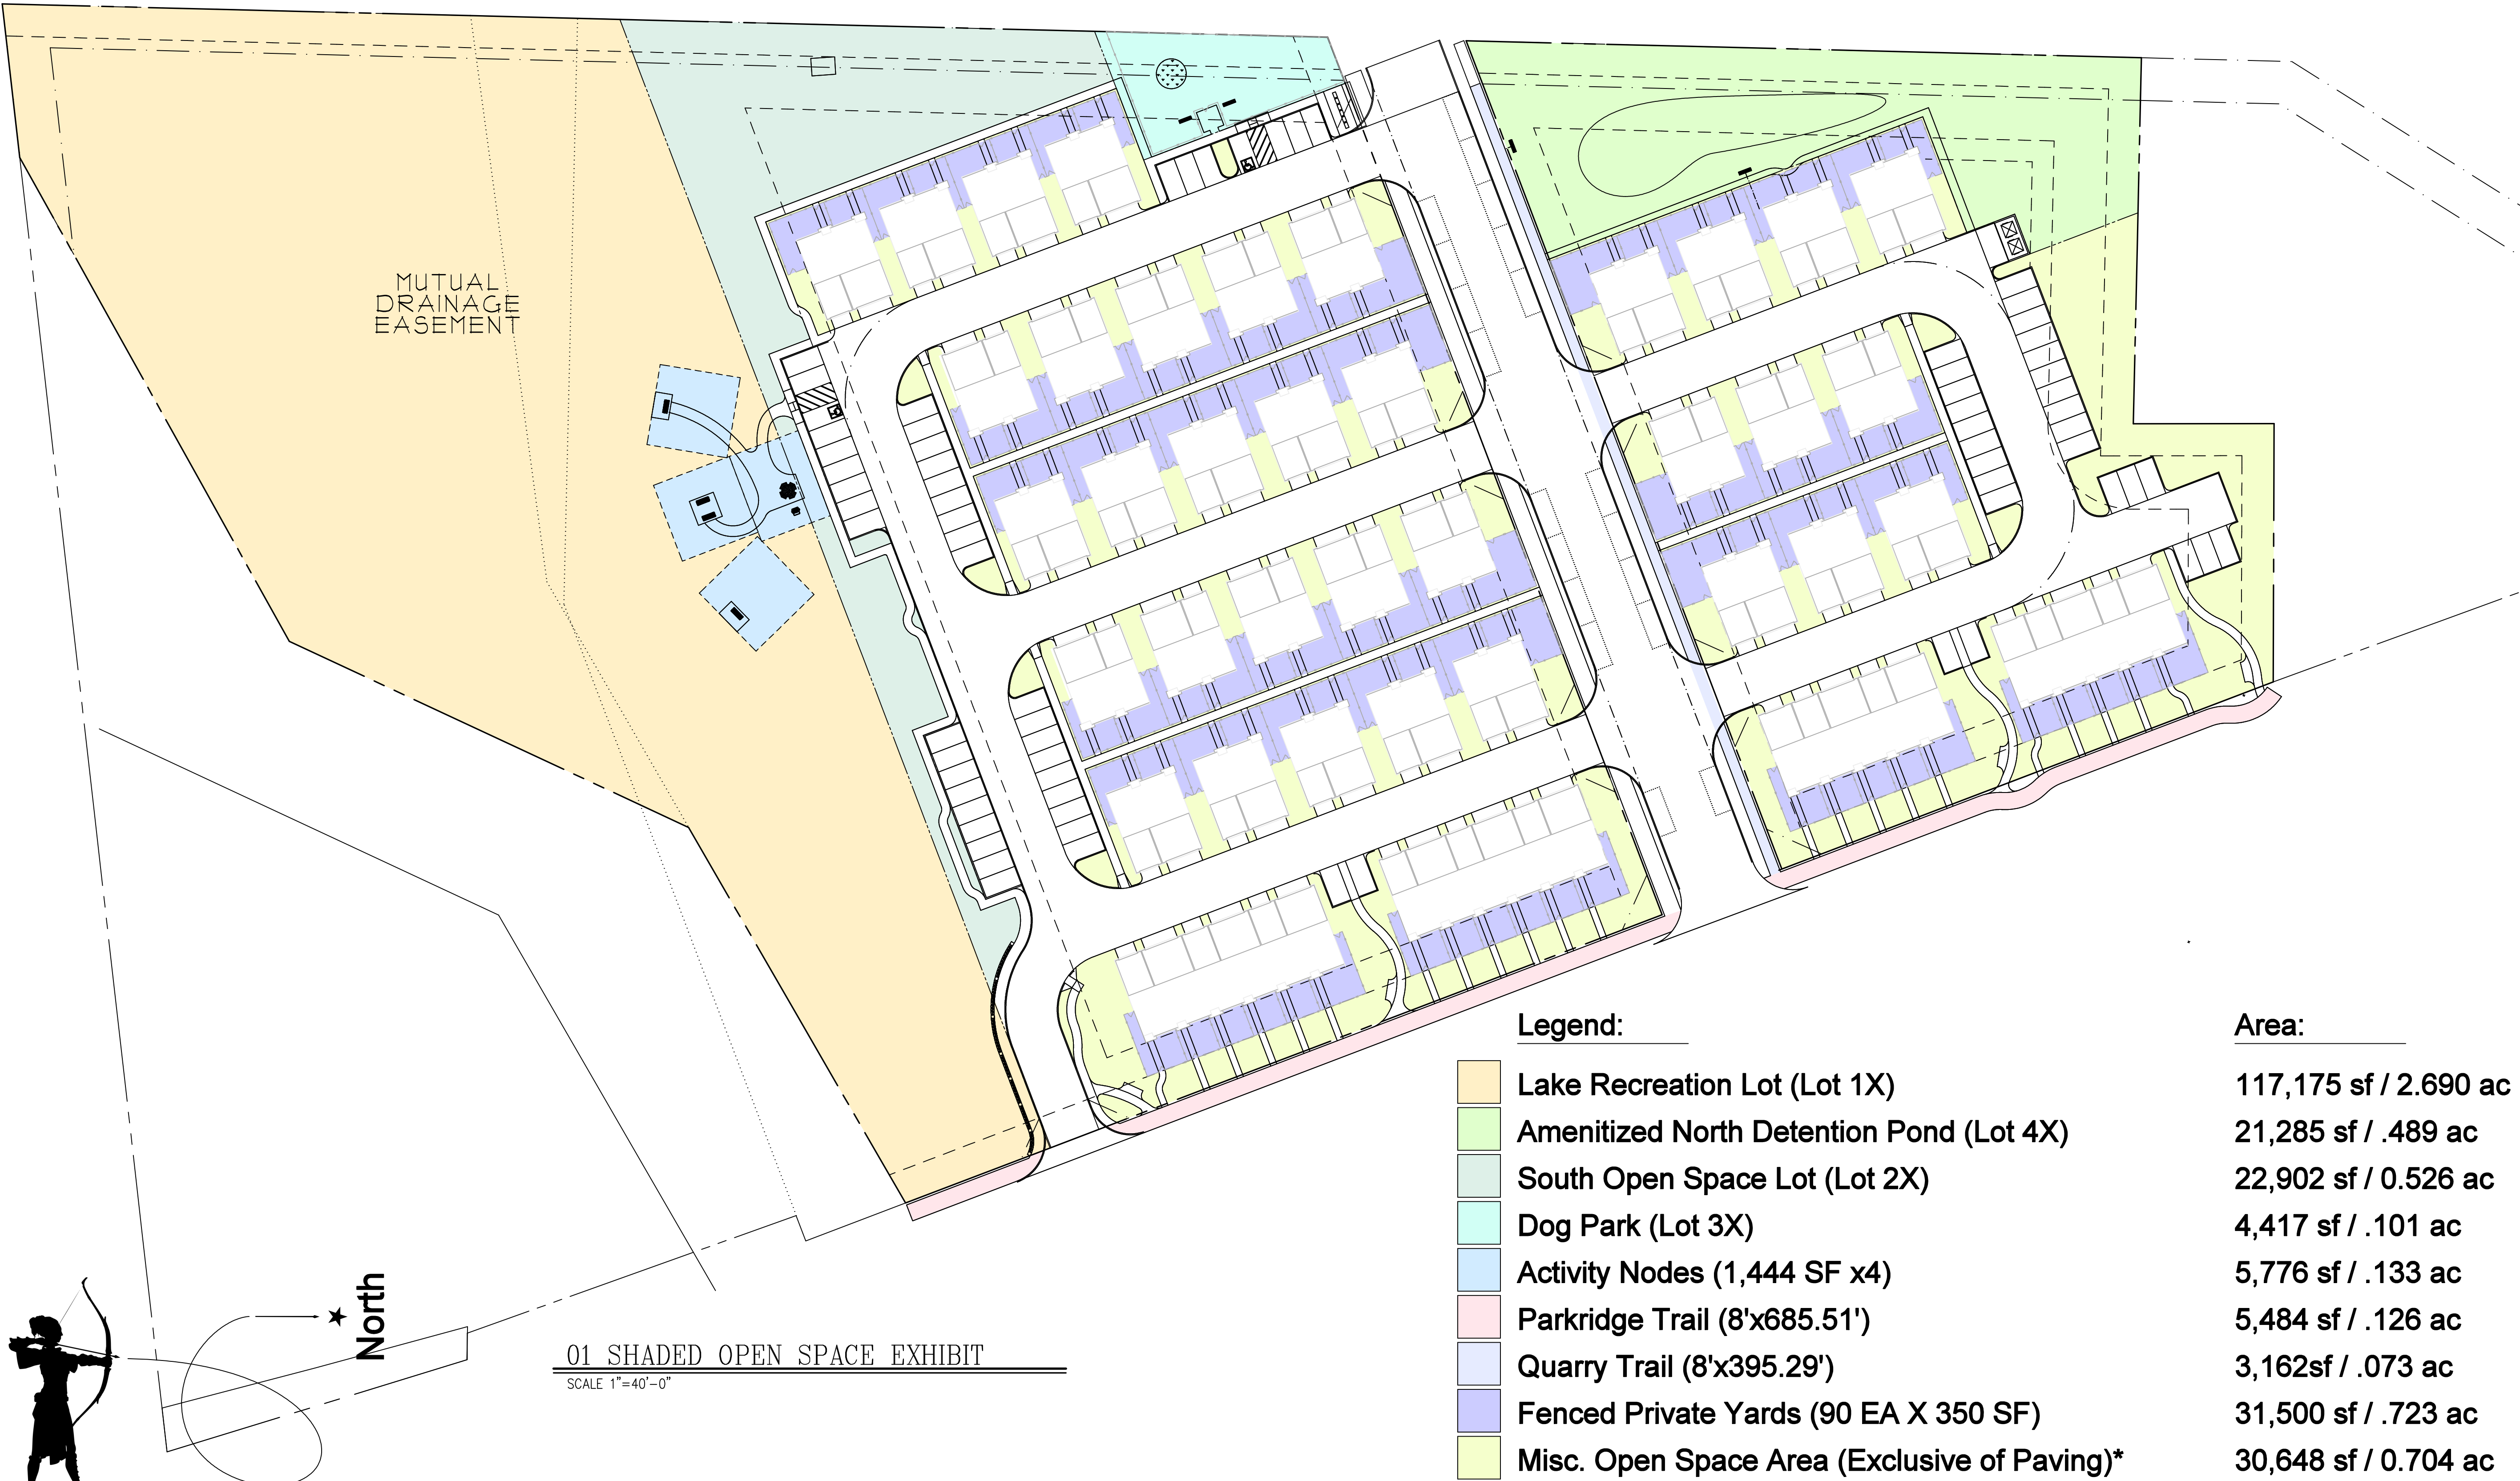 MUTUAL
DRAINAGE
EASEMENT
Legend:
Area:
Lake Recreation Lot (Lot 1X) 117,175 sf / 2.690 ac
Amenitized North Detention Pond (Lot 4X) 21,285 sf / .489 ac
South Open Space Lot (Lot 2X) 22,902 sf / 0.526 ac
Dog Park (Lot 3X) 4,417 sf / .101 ac
Activity Nodes (1,444 SF x4) 5,776 sf / .133 ac
Parkridge Trail (8'x685.51') 5,484 sf / .126 ac
Quarry Trail (8'x395.29') 3,162sf / .073 ac
Fenced Private Yards (90 EA X 350 SF) 31,500 sf / .723 ac
Misc. Open Space Area (Exclusive of Paving)* 30,648 sf / 0.704 ac
North
01 SHADED OPEN SPACE EXHIBIT
SCALE 1"=40'-0"